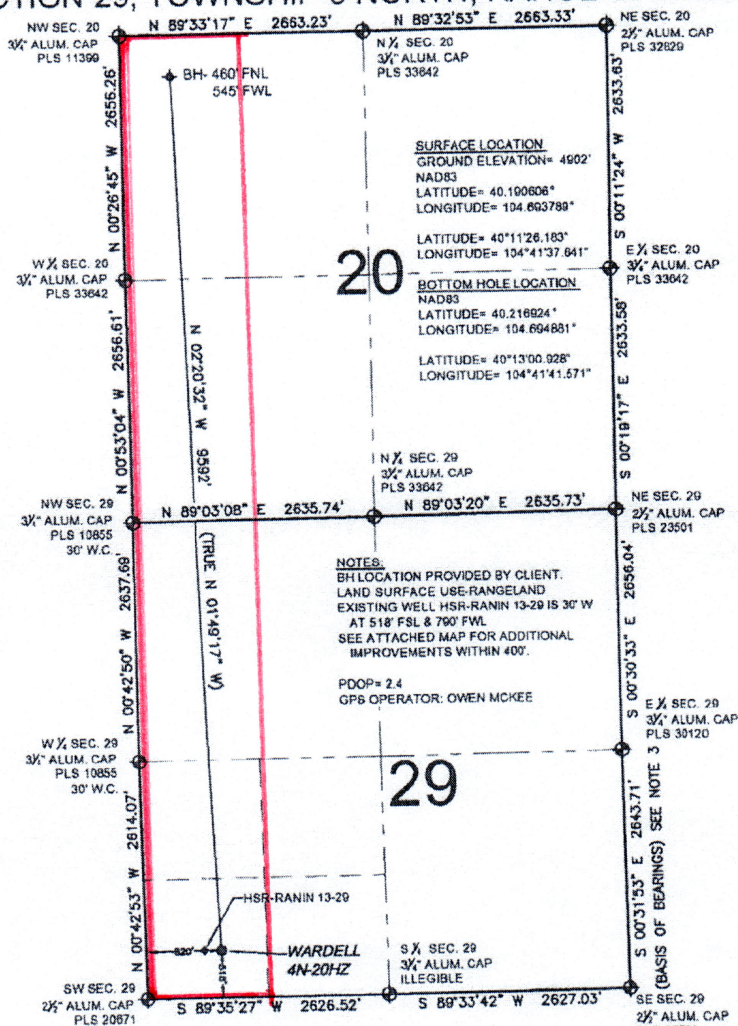 N 89°33'17" E 2663.23' N 89°32'53" E 2663.33'
NW SEC. 20
3¼" ALUM. CAP
PLS 11399
N ¼ SEC. 20
3¼" ALUM. CAP
PLS 33642
NE SEC. 20
2½" ALUM. CAP
PLS 32829
BH- 460' FNL
545' FWL
N 00°26'45" W 2656.26'
S 00°11'24" W 2633.63'
SURFACE LOCATION
GROUND ELEVATION= 4902'
NAD83
LATITUDE= 40.190606°
LONGITUDE= 104.693789°
LATITUDE= 40°11'26.183"
LONGITUDE= 104°41'37.641"
W ¼ SEC. 20
3¼" ALUM. CAP
PLS 33642
20
E ¼ SEC. 20
3¼" ALUM. CAP
PLS 33642
BOTTOM HOLE LOCATION
NAD83
LATITUDE= 40.216924°
LONGITUDE= 104.694881°
LATITUDE= 40°13'00.928"
LONGITUDE= 104°41'41.571"
N 00°53'04" W 2656.61'
N 02°20'32" W 9592'
(TRUE N 01°49'17" W)
S 00°19'17" E 2633.58'
N ¼ SEC. 29
3¼" ALUM. CAP
PLS 33642
NW SEC. 29
3¼" ALUM. CAP
PLS 10855
30' W.C.
N 89°03'08" E 2635.74' N 89°03'20" E 2635.73'
NE SEC. 29
2½" ALUM. CAP
PLS 23501
NOTES:
BH LOCATION PROVIDED BY CLIENT.
LAND SURFACE USE-RANGELAND
EXISTING WELL HSR-RANIN 13-29 IS 30' W
AT 518' FSL & 790' FWL
SEE ATTACHED MAP FOR ADDITIONAL
IMPROVEMENTS WITHIN 400'.
PDOP= 2.4
GPS OPERATOR: OWEN MCKEE
N 00°42'50" W 2637.69'
S 00°30'33" E 2656.04'
W ¼ SEC. 29
3¼" ALUM. CAP
PLS 10855
30' W.C.
29
E ¼ SEC. 29
3¼" ALUM. CAP
PLS 30120
N 00°42'53" W 2614.07'
S 00°31'53" E 2643.71'
(BASIS OF BEARINGS) SEE NOTE 3
HSR-RANIN 13-29
820'
518'
WARDELL
4N-20HZ
S ¼ SEC. 29
3¼" ALUM. CAP
ILLEGIBLE
SW SEC. 29
2½" ALUM. CAP
PLS 20671
S 89°35'27" W 2626.52' S 89°33'42" W 2627.03'
SE SEC. 29
2½" ALUM. CAP